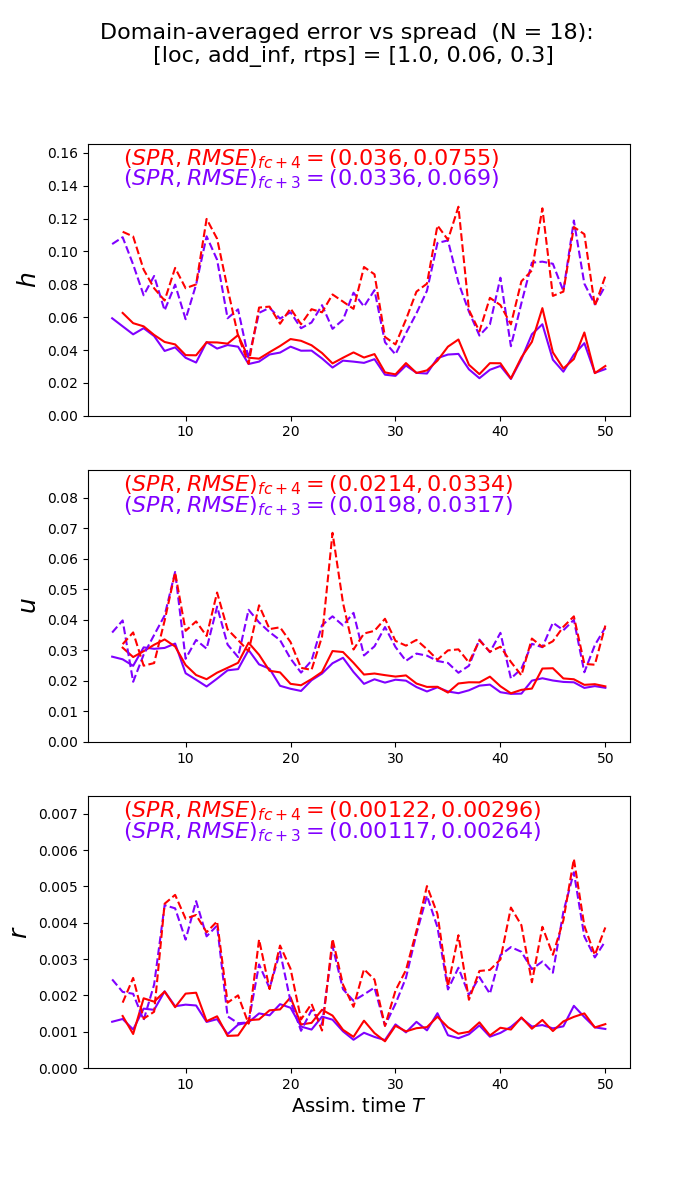 Domain-averaged error vs spread (N = 18):
[loc, add_inf, rtps] = [1.0, 0.06, 0.3]
0.16
0.14
0.12
0.10
0.08
0.06
0.04
0.02
0.00
h
(SPR, RMSE)fc+4 = (0.036, 0.0755)
(SPR, RMSE)fc+3 = (0.0336, 0.069)
10 20 30 40 50
0.08
0.07
0.06
0.05
0.04
0.03
0.02
0.01
0.00
u
(SPR, RMSE)fc+4 = (0.0214, 0.0334)
(SPR, RMSE)fc+3 = (0.0198, 0.0317)
10 20 30 40 50
0.007
0.006
0.005
0.004
0.003
0.002
0.001
0.000
r
(SPR, RMSE)fc+4 = (0.00122, 0.00296)
(SPR, RMSE)fc+3 = (0.00117, 0.00264)
10 20 30 40 50
Assim. time T